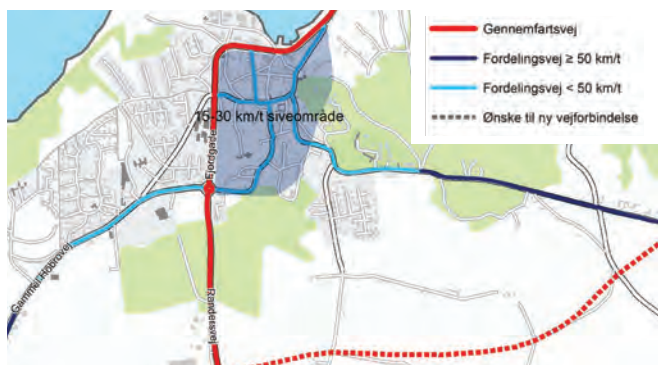 Gennemfartsvej
Fordelingsvej ≥ 50 km/t
Fordelingsvej < 50 km/t
Ønske til ny vejforbindelse
15-30 km/t siveområde
Fjordgade
Gammel Hobrovej
Randersvej